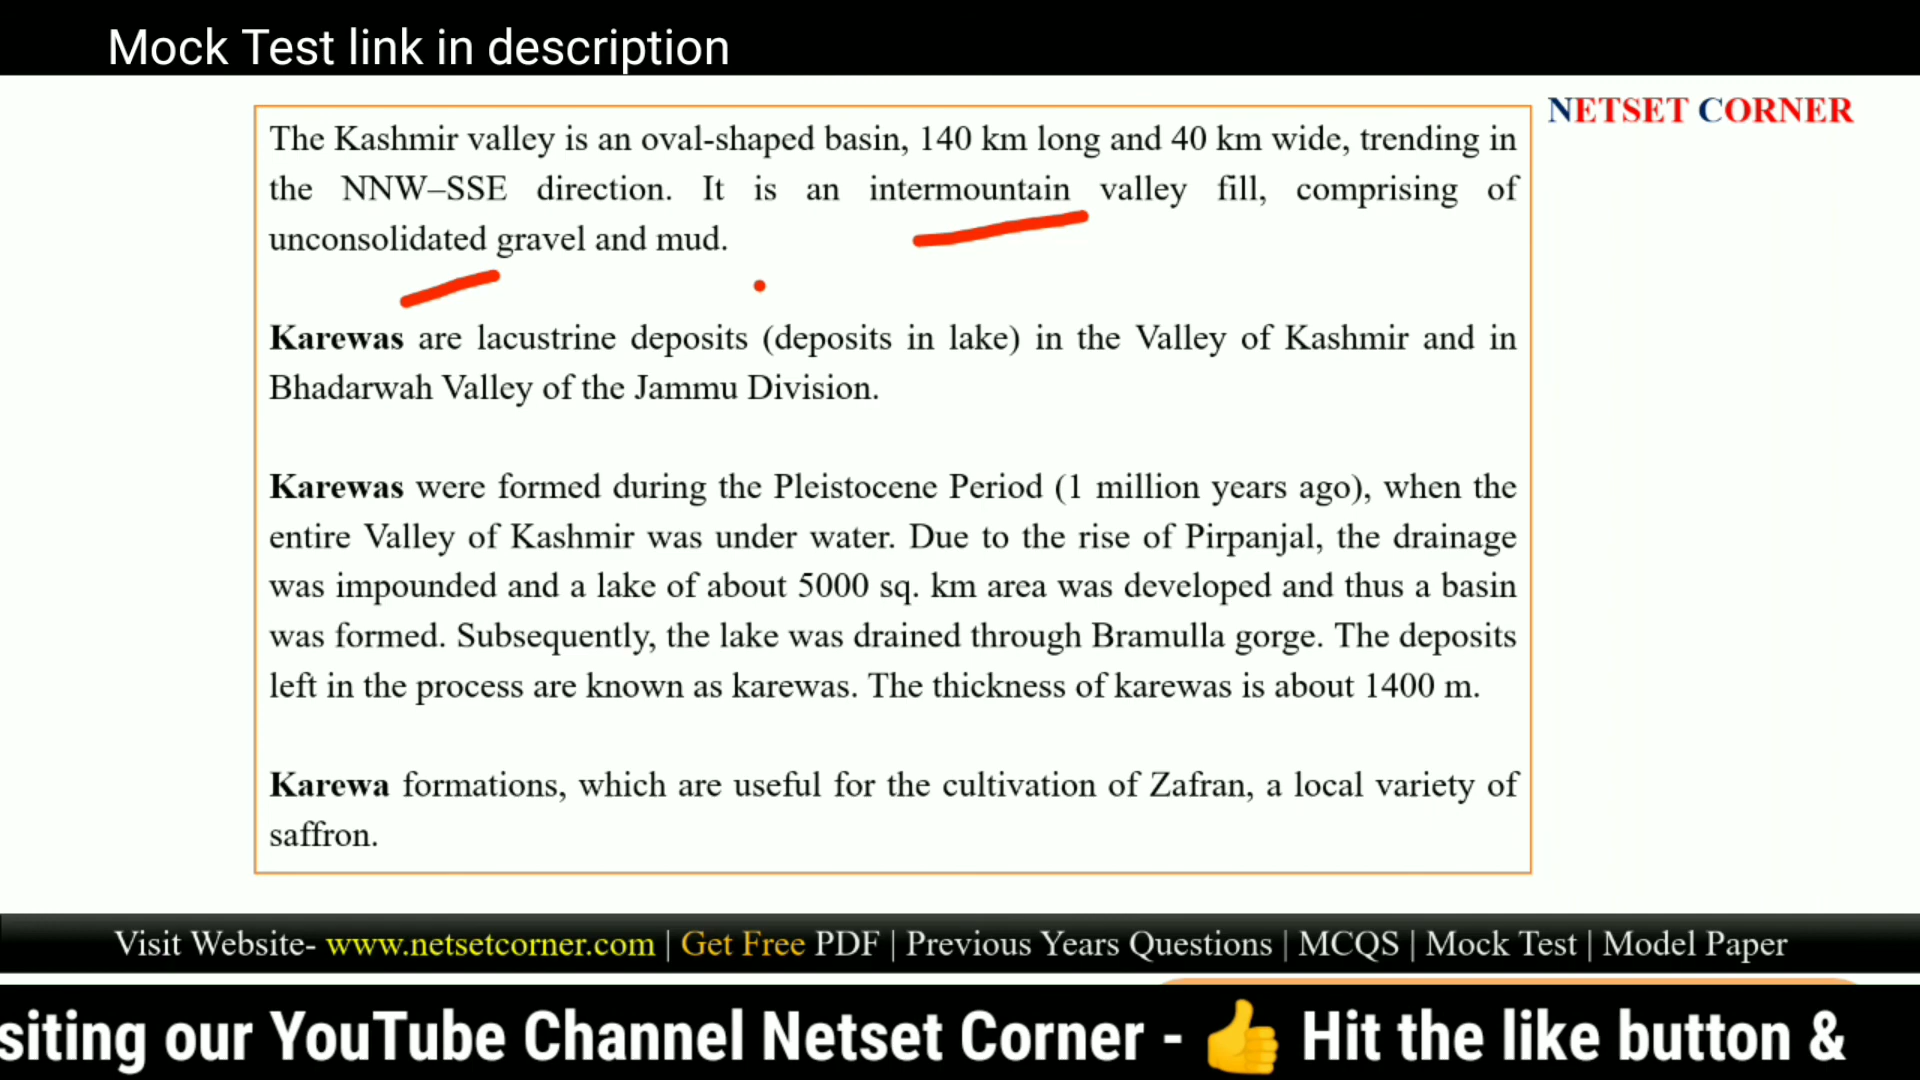 Mock Test link in description
NETSET CORNER
The Kashmir valley is an oval-shaped basin, 140 km long and 40 km wide, trending in
the NNW–SSE direction. It is an intermountain valley fill, comprising of
unconsolidated gravel and mud.
Karewas are lacustrine deposits (deposits in lake) in the Valley of Kashmir and in
Bhadarwah Valley of the Jammu Division.
Karewas were formed during the Pleistocene Period (1 million years ago), when the
entire Valley of Kashmir was under water. Due to the rise of Pirpanjal, the drainage
was impounded and a lake of about 5000 sq. km area was developed and thus a basin
was formed. Subsequently, the lake was drained through Bramulla gorge. The deposits
left in the process are known as karewas. The thickness of karewas is about 1400 m.
Karewa formations, which are useful for the cultivation of Zafran, a local variety of
saffron.
Visit Website- www.netsetcorner.com | Get Free PDF | Previous Years Questions | MCQS | Mock Test | Model Paper
siting our YouTube Channel Netset Corner - 👍 Hit the like button &